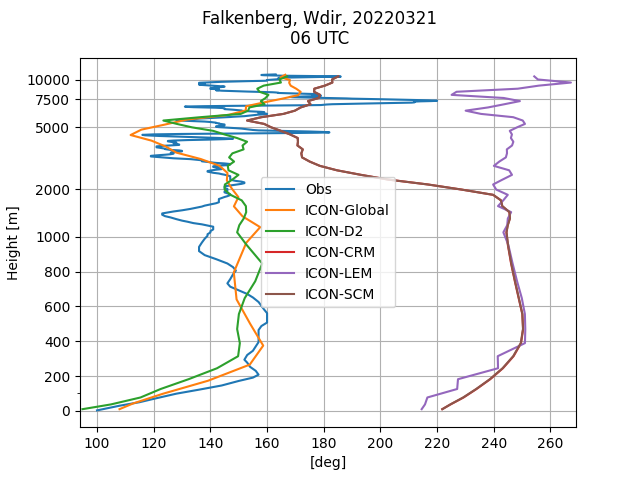 Falkenberg, Wdir, 20220321
06 UTC
Height [m]
10000
7500
5000
2000
1000
800
600
400
200
0
Obs
ICON-Global
ICON-D2
ICON-CRM
ICON-LEM
ICON-SCM
100 120 140 160 180 200 220 240 260
[deg]